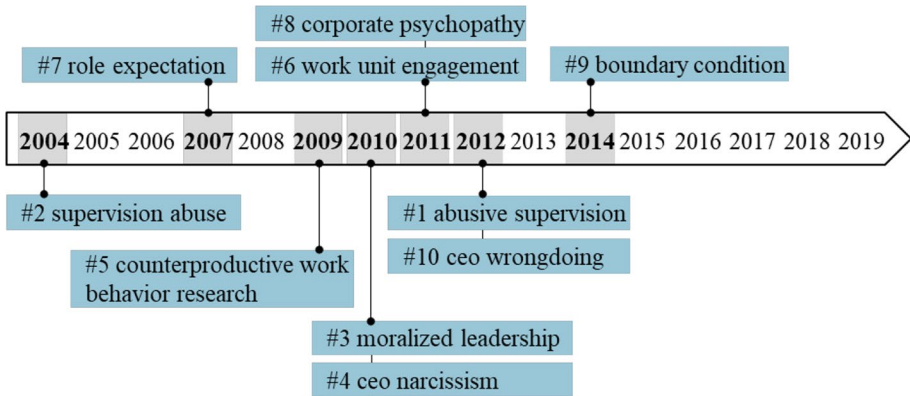 #8 corporate psychopathy
#7 role expectation
#6 work unit engagement
#9 boundary condition
2004 2005 2006 2007 2008 2009 2010 2011 2012 2013 2014 2015 2016 2017 2018 2019
#2 supervision abuse
#1 abusive supervision
#5 counterproductive work
behavior research
#10 ceo wrongdoing
#3 moralized leadership
#4 ceo narcissism